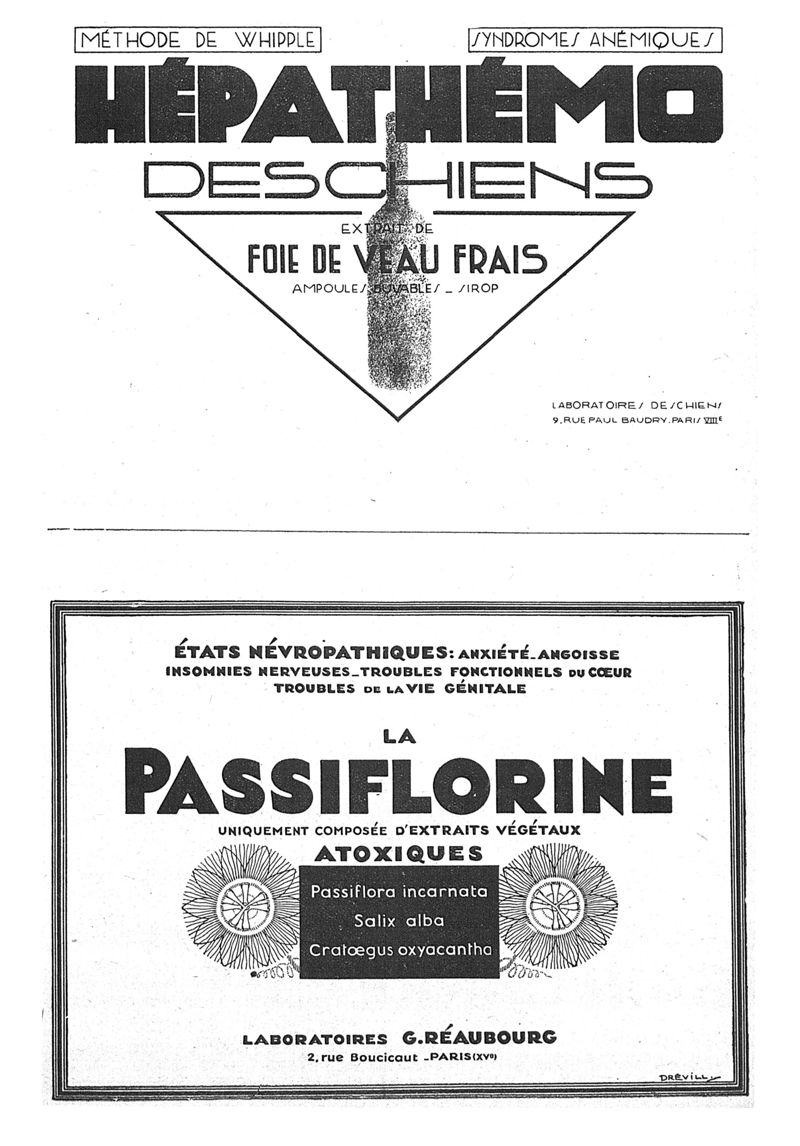 MÉTHODE DE WHIPPLE
SYNDROMES ANÉMIQUES
HÉPATHÉMO
DESCHIENS
EXTRAIT DE
FOIE DE VEAU FRAIS
AMPOULES BUVABLES _ SIROP
LABORATOIRES DESCHIENS
9, RUE PAUL BAUDRY. PARIS VIIIE
ÉTATS NÉVROPATHIQUES: ANXIÉTÉ_ANGOISSE
INSOMNIES NERVEUSES_TROUBLES FONCTIONNELS DU CŒUR
TROUBLES DE LA VIE GÉNITALE
LA
PASSIFLORINE
UNIQUEMENT COMPOSÉE D'EXTRAITS VÉGÉTAUX
ATOXIQUES
Passiflora incarnata
Salix alba
Cratœgus oxyacantha
LABORATOIRES G.RÉAUBOURG
2, rue Boucicaut _PARIS (XVe)
DRÉVILLY